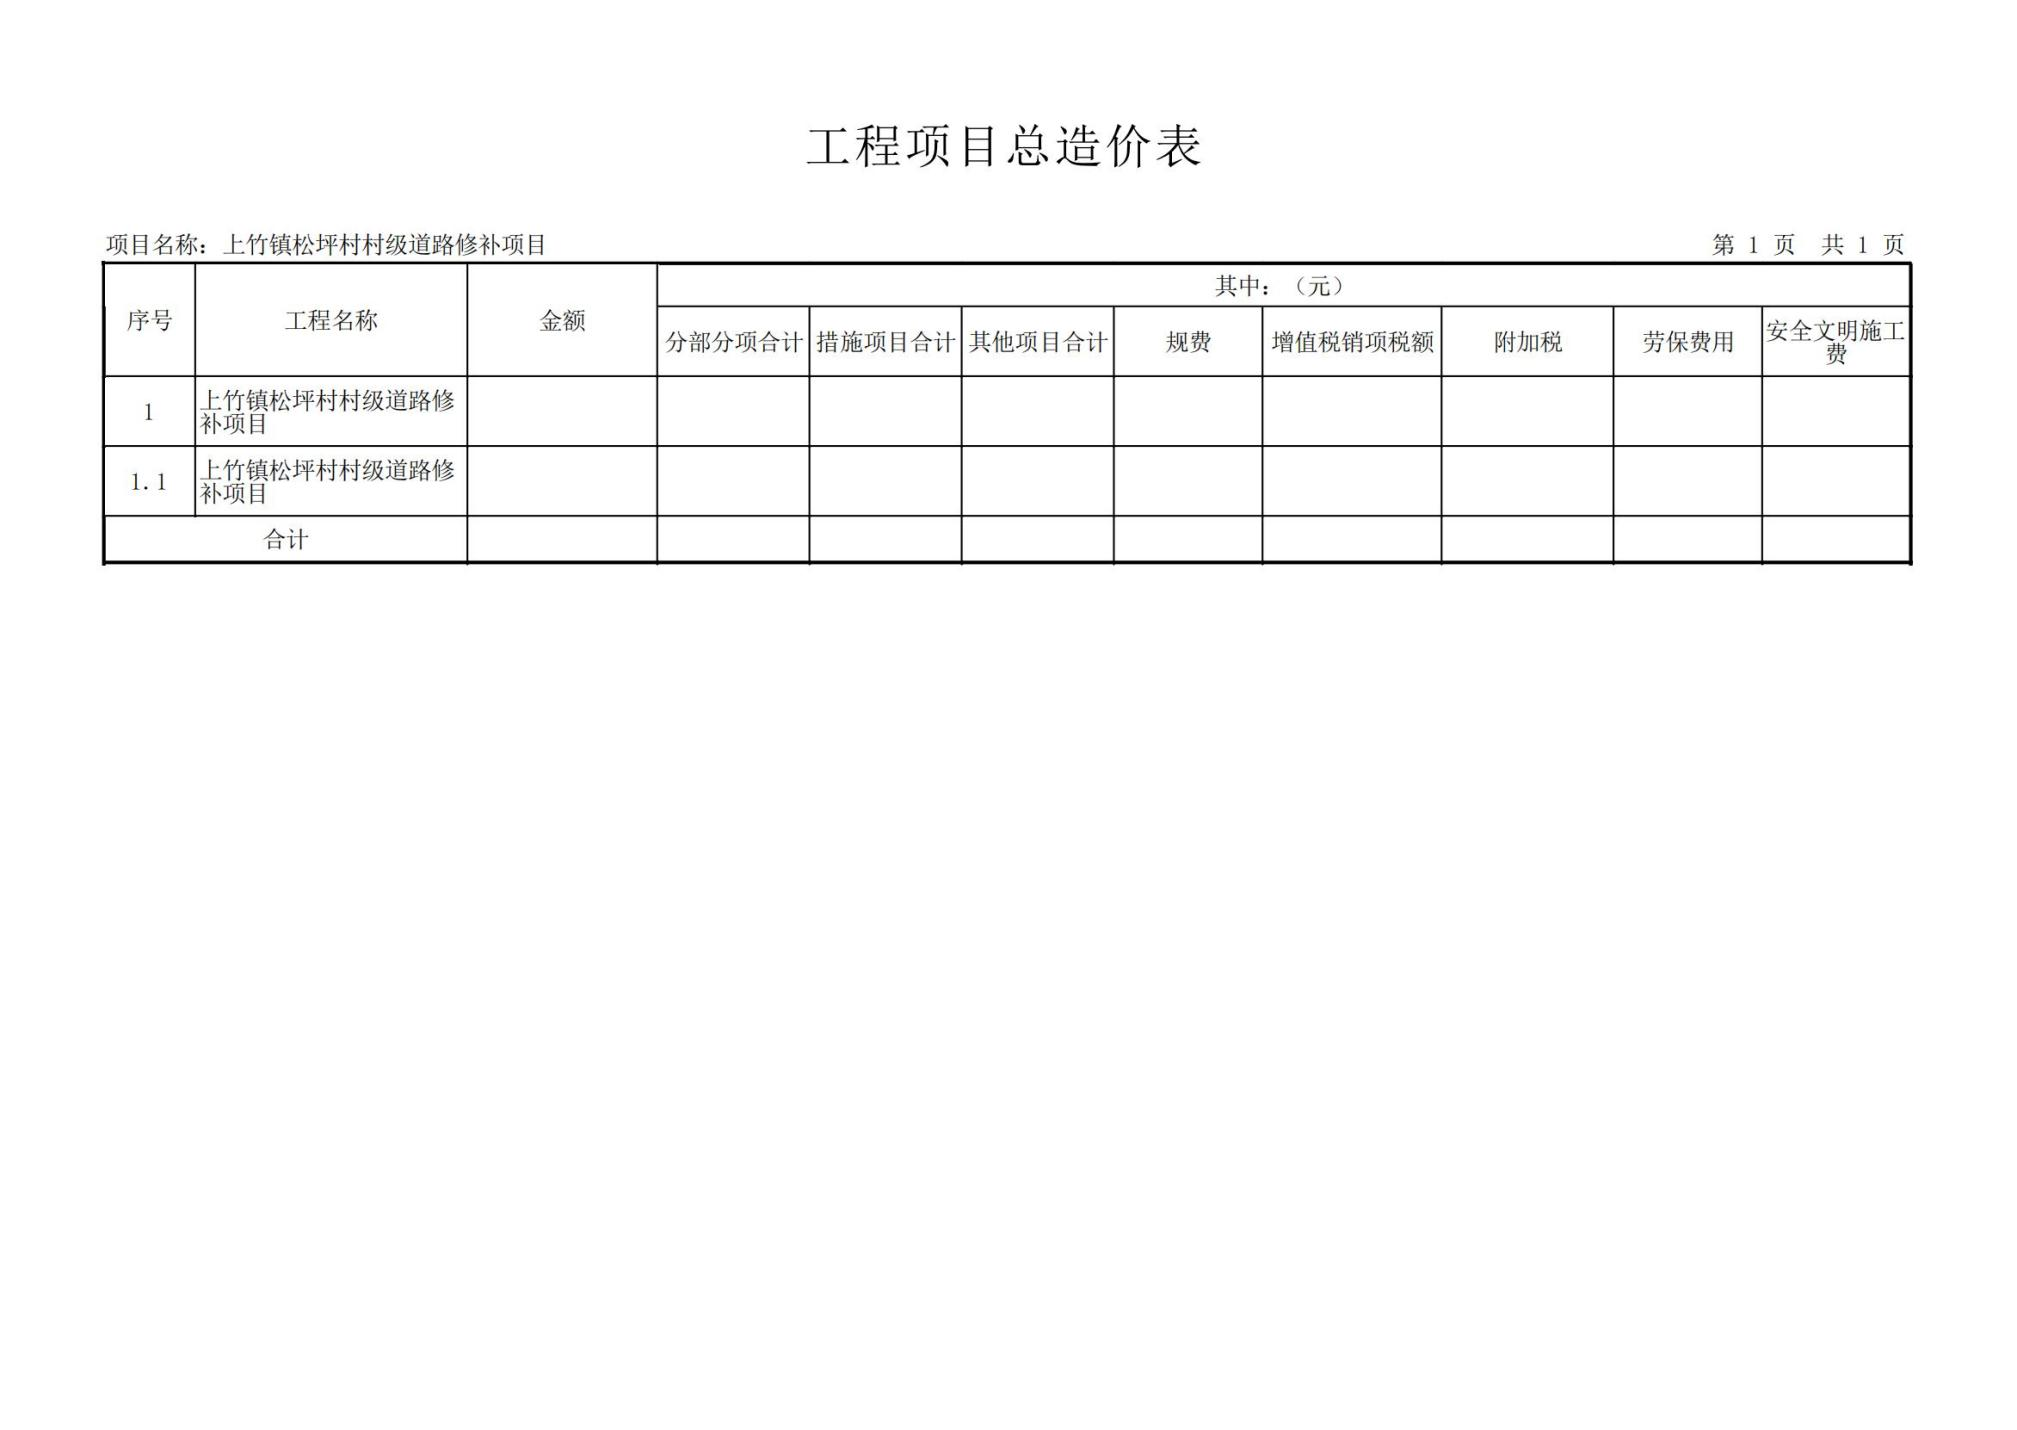 工程项目总造价表
项目名称：上竹镇松坪村村级道路修补项目 第 1 页 共 1 页
序号 工程名称 金额 其中：（元）
分部分项合计 措施项目合计 其他项目合计 规费 增值税销项税额 附加税 劳保费用 安全文明施工
费
1 上竹镇松坪村村级道路修
补项目
1.1 上竹镇松坪村村级道路修
补项目
合计